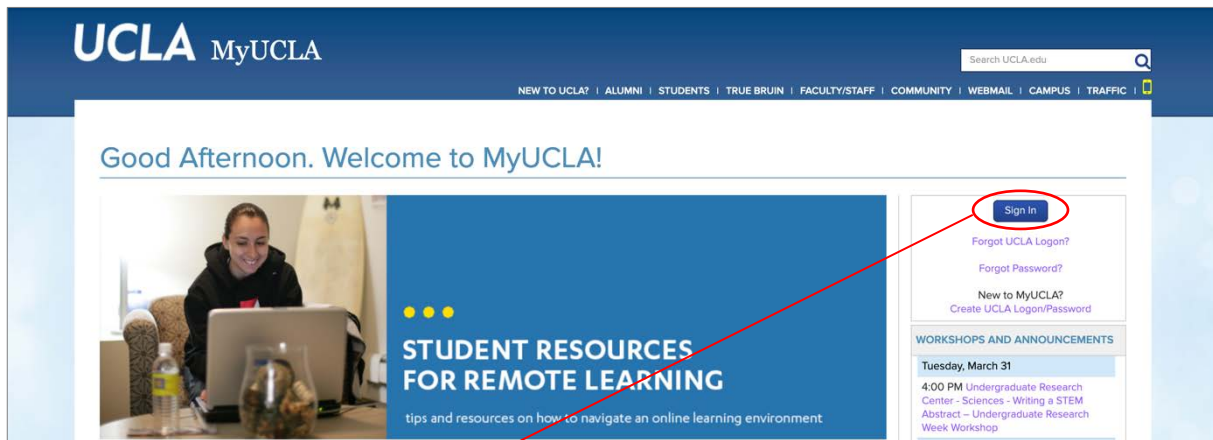 UCLA MyUCLA
Search UCLA.edu
NEW TO UCLA? | ALUMNI | STUDENTS | TRUE BRUIN | FACULTY/STAFF | COMMUNITY | WEBMAIL | CAMPUS | TRAFFIC |
Good Afternoon. Welcome to MyUCLA!
STUDENT RESOURCES
FOR REMOTE LEARNING
tips and resources on how to navigate an online learning environment
Sign In
Forgot UCLA Logon?
Forgot Password?
New to MyUCLA?
Create UCLA Logon/Password
WORKSHOPS AND ANNOUNCEMENTS
Tuesday, March 31
4:00 PM Undergraduate Research
Center - Sciences - Writing a STEM
Abstract – Undergraduate Research
Week Workshop